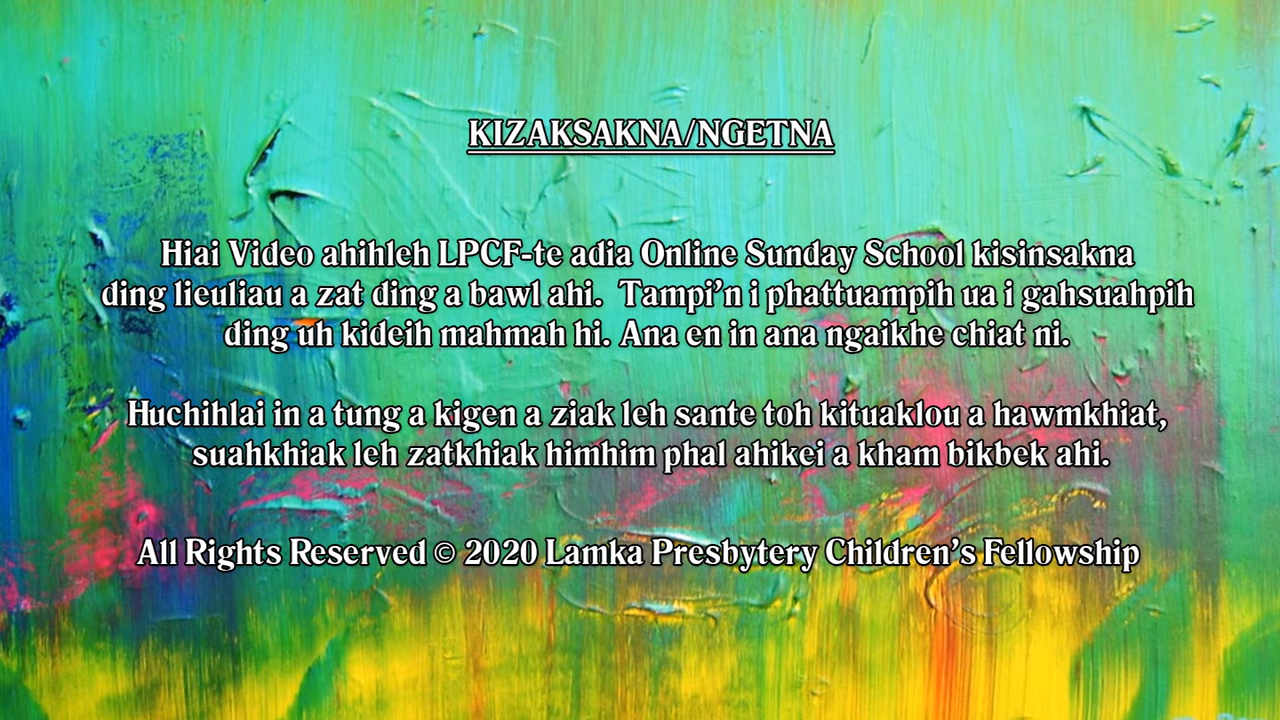 KIZAKSAKNA/NGETNA
Hiai Video ahihleh LPCF-te adia Online Sunday School kisinsakna
ding lieuliau a zat ding a bawl ahi. Tampi’n i phattuampih ua i gahsuahpih
ding uh kideih mahmah hi. Ana en in ana ngaikhe chiat ni.
Huchihlai in a tung a kigen a ziak leh sante toh kituaklou a hawmkhiat,
suahkhiak leh zatkhiak himhim phal ahikei a kham bikbek ahi.
All Rights Reserved © 2020 Lamka Presbytery Children’s Fellowship